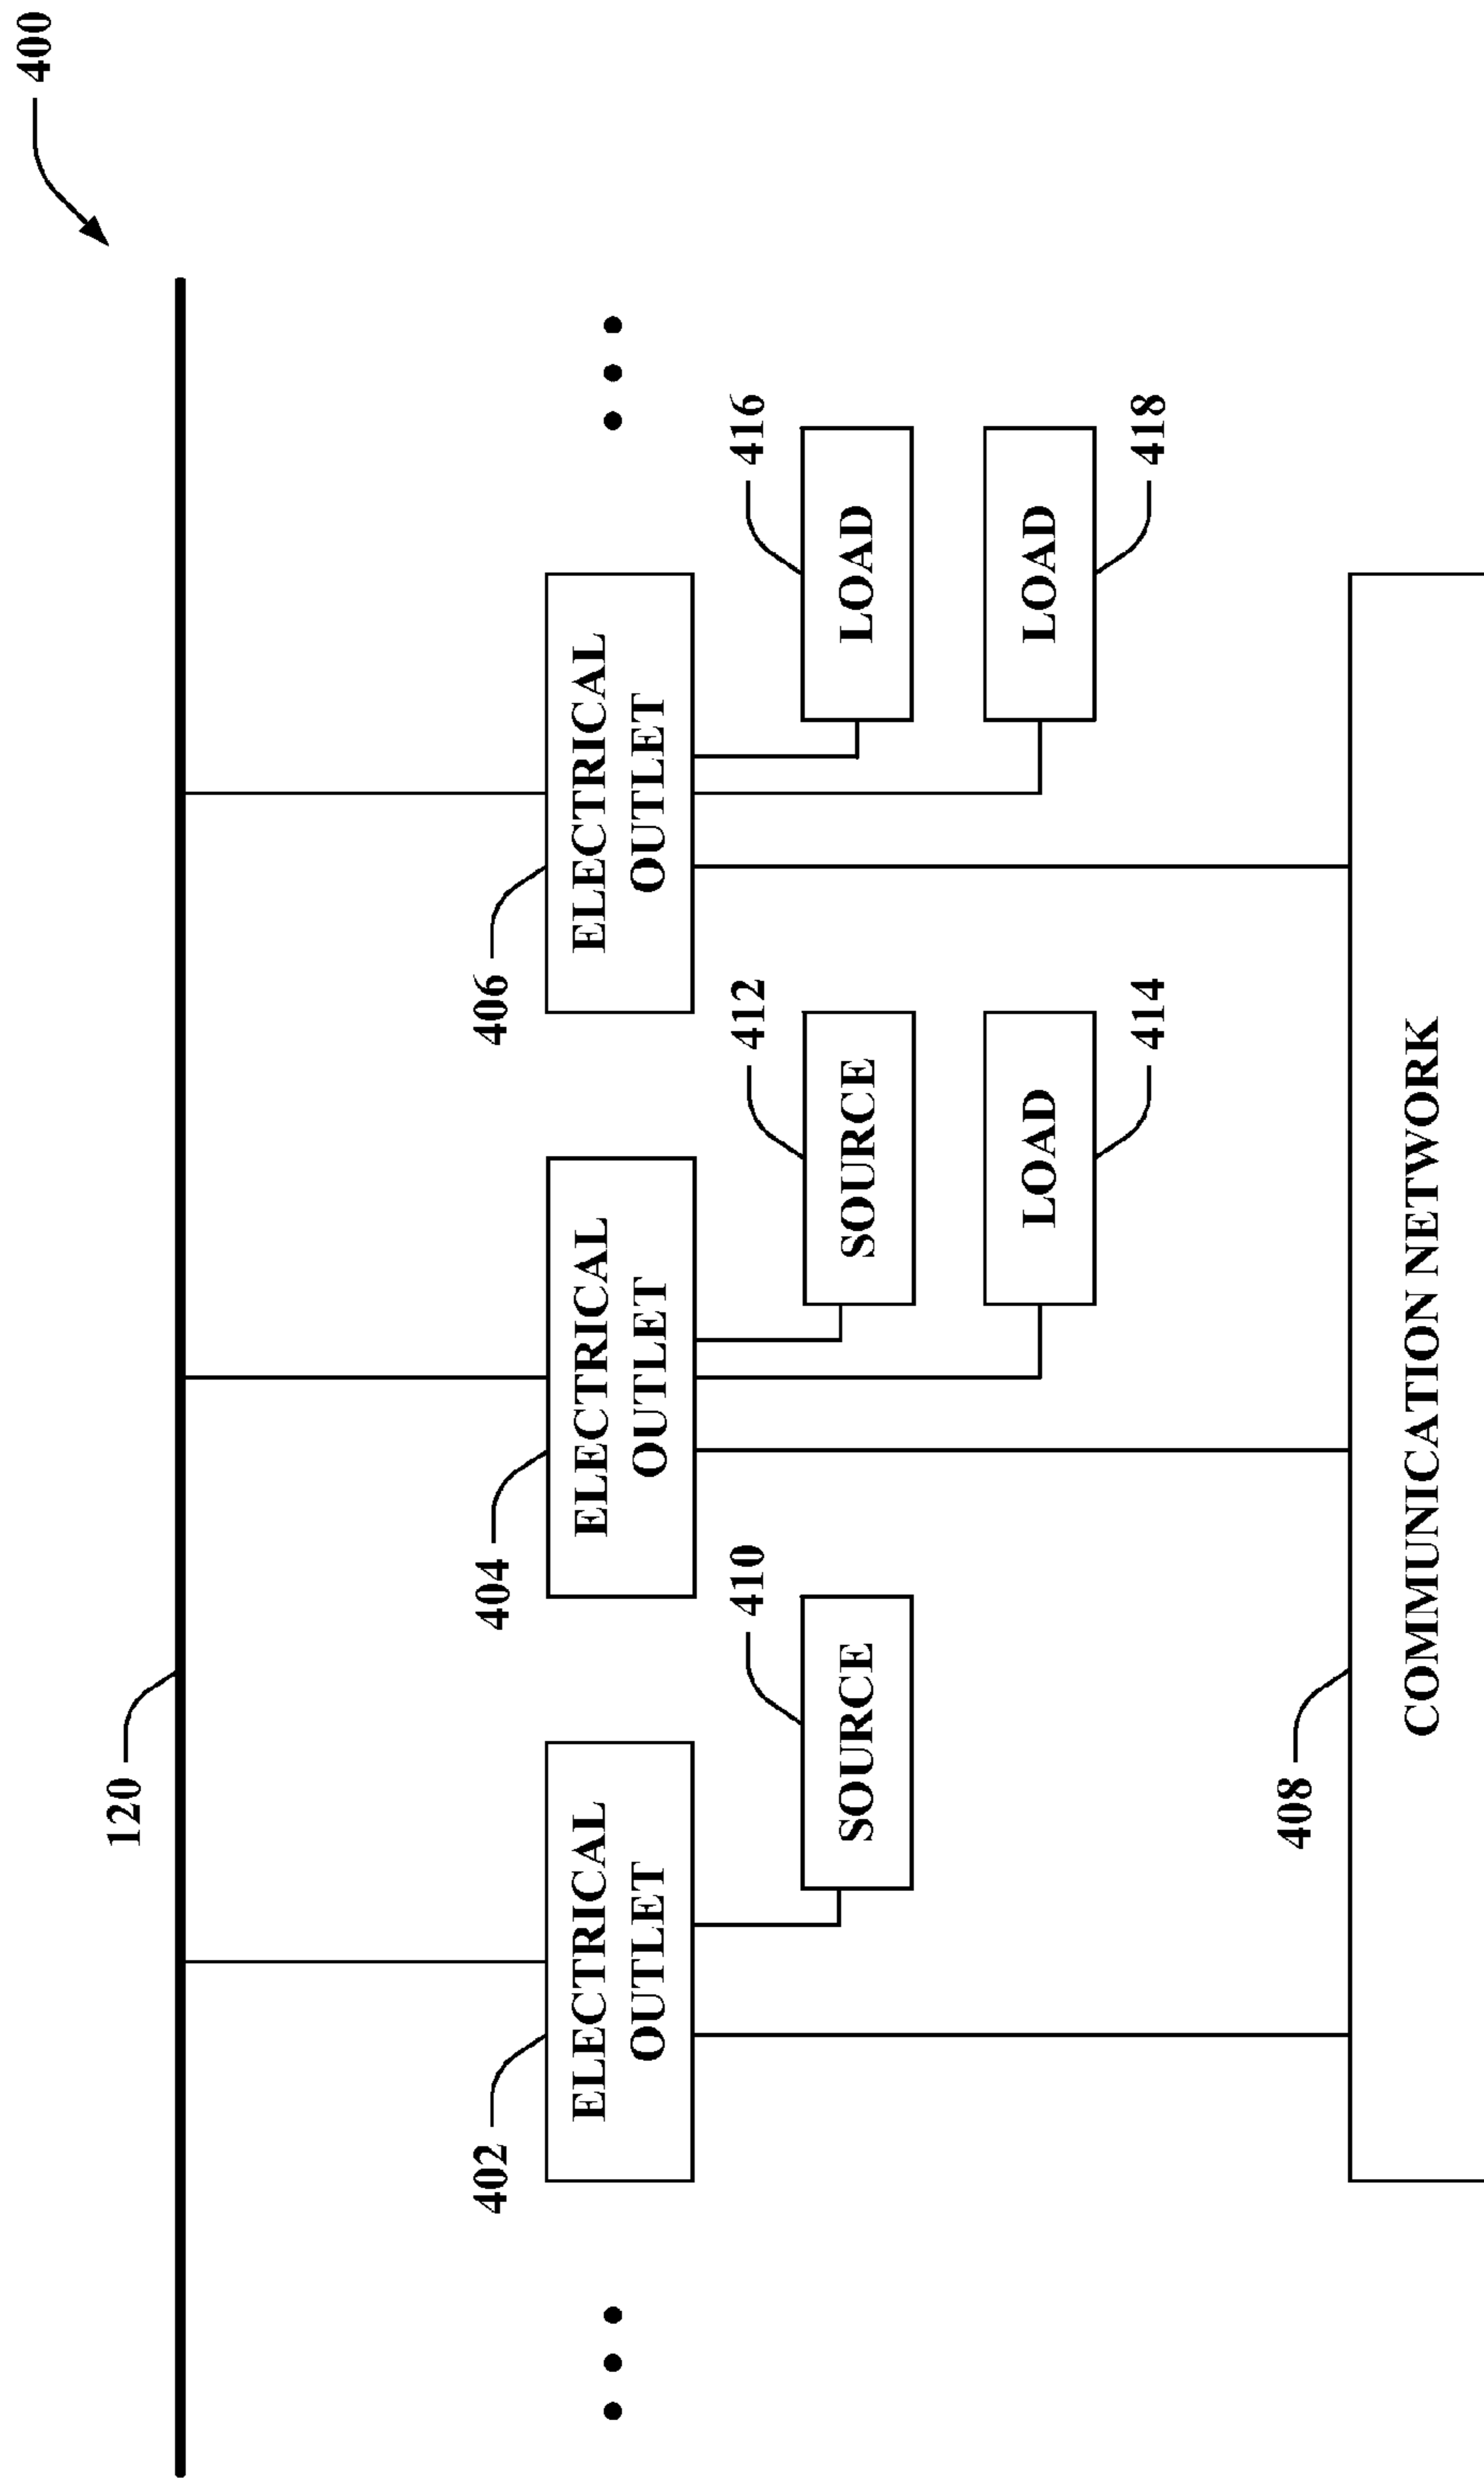 400
120
402
ELECTRICAL
OUTLET
404
ELECTRICAL
OUTLET
406
ELECTRICAL
OUTLET
410
SOURCE
412
SOURCE
416
LOAD
414
LOAD
418
LOAD
408
COMMUNICATION NETWORK